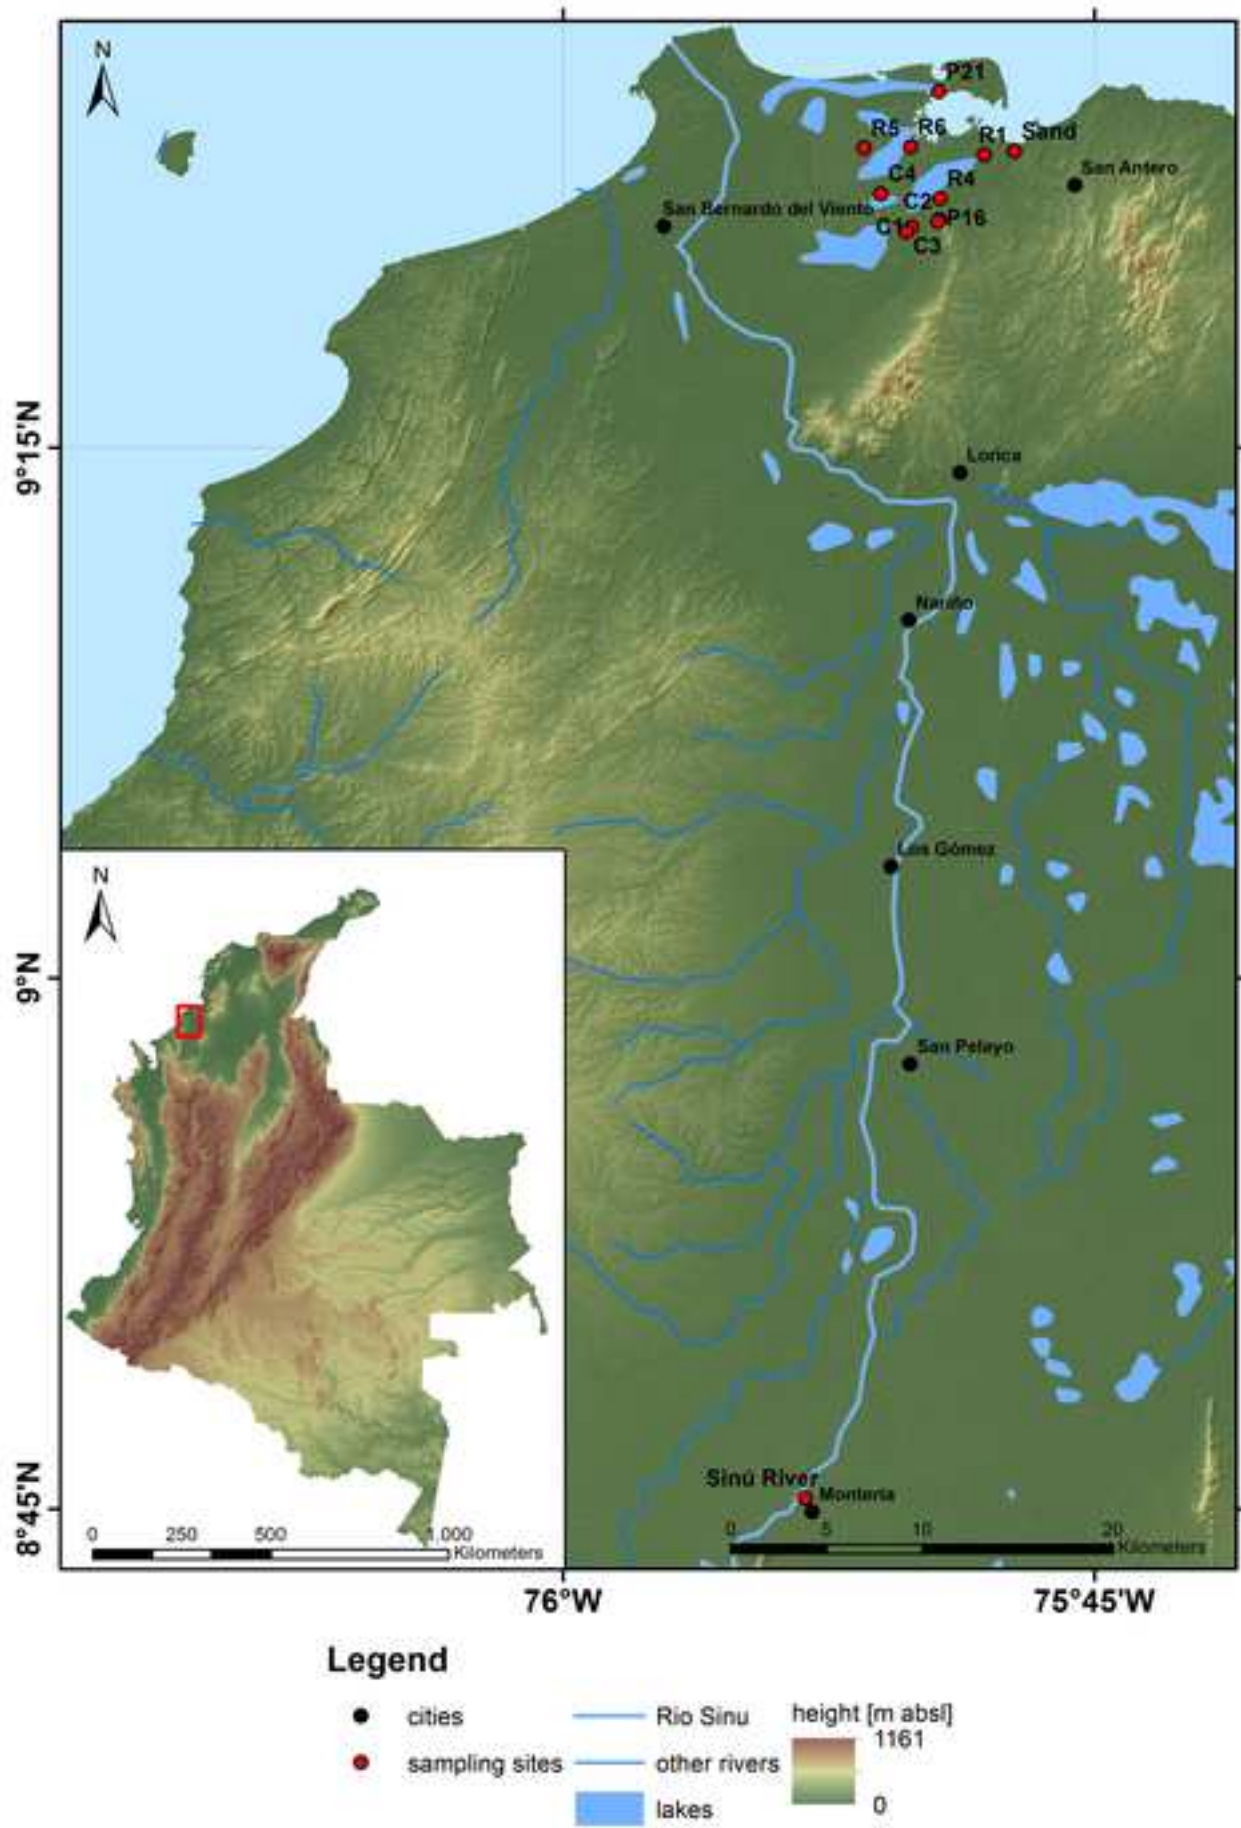 N
P21
R5
R6
R1
Sand
San Antero
C4
R4
C2
San Bernardo del Viento
P16
C1
C3
9°15'N
Lorica
Nariño
Los Gómez
N
9°N
San Pelayo
Sinú River
Montería
8°45'N
0 250 500 1.000
Kilometers
0 5 10 20
Kilometers
76°W 75°45'W
Legend
cities
Rio Sinu
height [m absl]
1161
sampling sites
other rivers
lakes
0